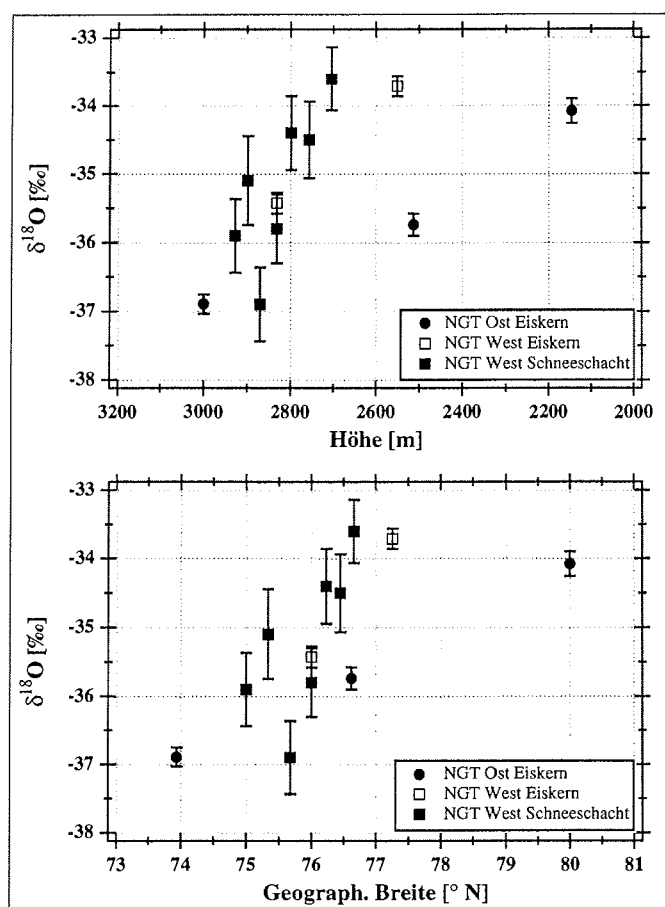 -33
-34
-35
-36
-37
-38
δ18O [‰]
NGT Ost Eiskern
NGT West Eiskern
NGT West Schneeschacht
3200 3000 2800 2600 2400 2200 2000
Höhe [m]
-33
-34
-35
-36
-37
-38
δ18O [‰]
NGT Ost Eiskern
NGT West Eiskern
NGT West Schneeschacht
73 74 75 76 77 78 79 80 81
Geograph. Breite [° N]